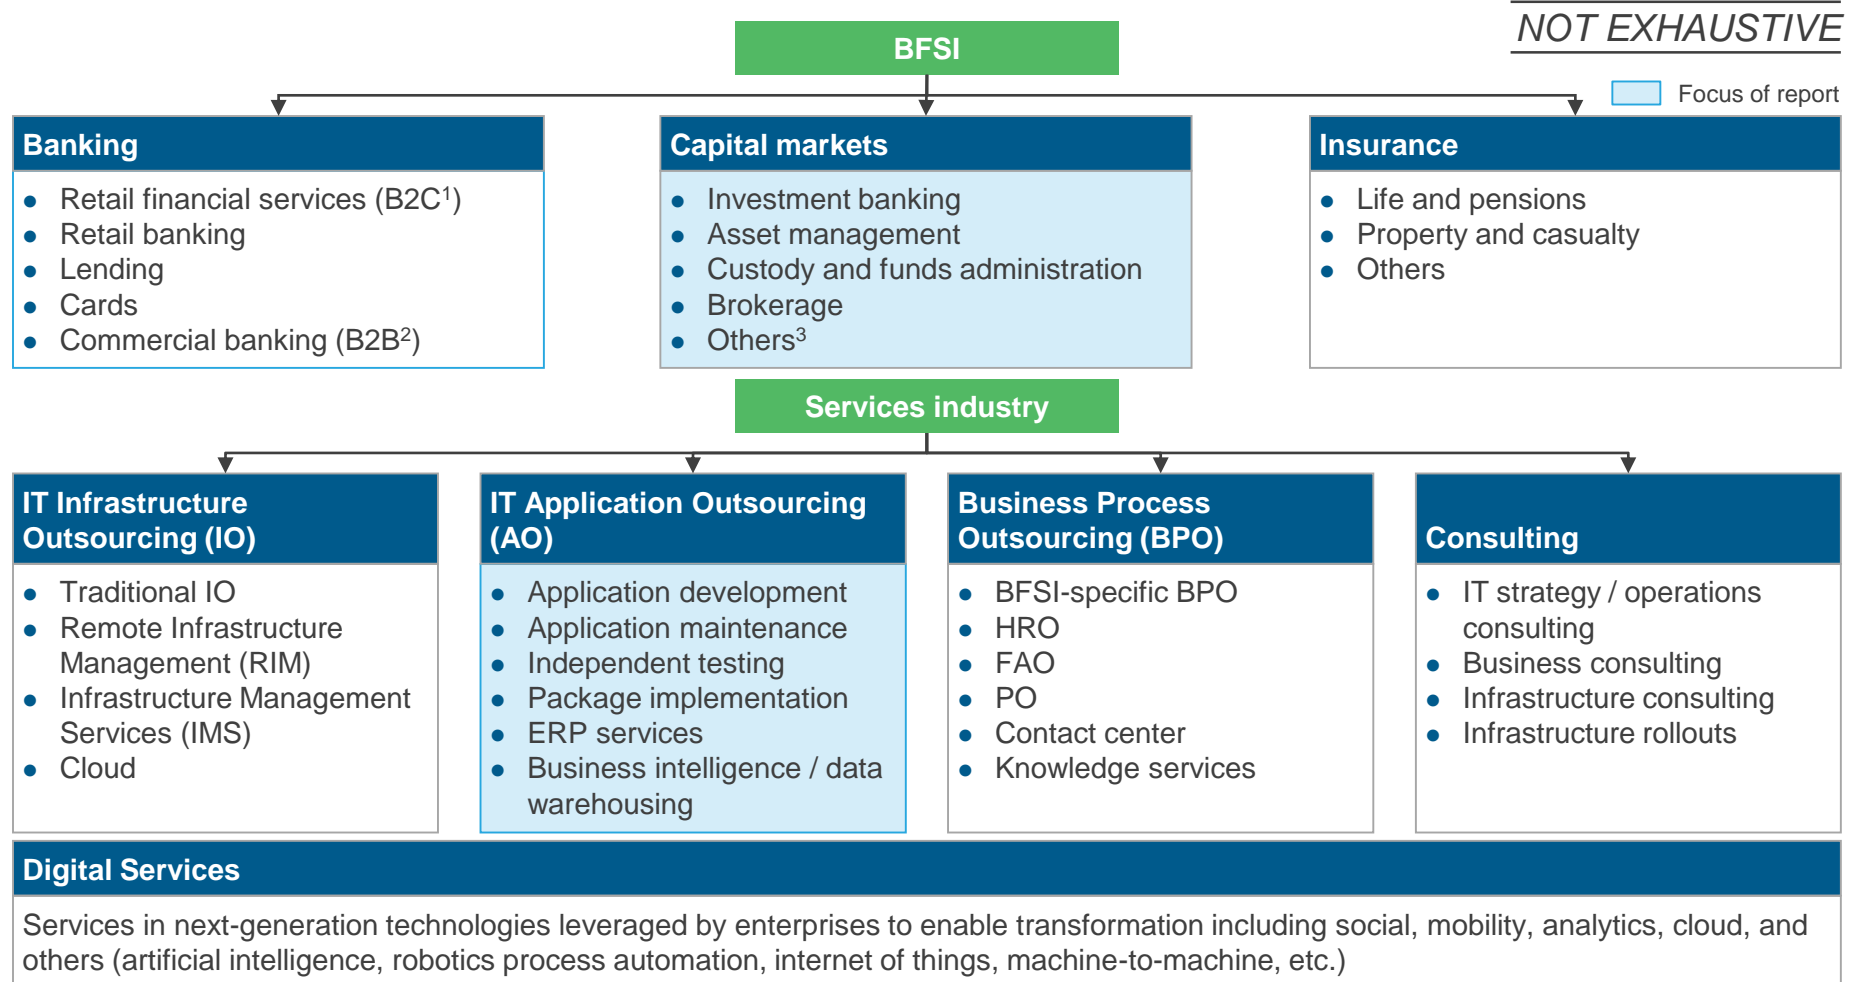 NOT EXHAUSTIVE
BFSI
Focus of report
Banking
● Retail financial services (B2C¹)
● Retail banking
● Lending
● Cards
● Commercial banking (B2B²)
Capital markets
● Investment banking
● Asset management
● Custody and funds administration
● Brokerage
● Others³
Insurance
● Life and pensions
● Property and casualty
● Others
Services industry
IT Infrastructure
Outsourcing (IO)
● Traditional IO
● Remote Infrastructure
Management (RIM)
● Infrastructure Management
Services (IMS)
● Cloud
IT Application Outsourcing
(AO)
● Application development
● Application maintenance
● Independent testing
● Package implementation
● ERP services
● Business intelligence / data
warehousing
Business Process
Outsourcing (BPO)
● BFSI-specific BPO
● HRO
● FAO
● PO
● Contact center
● Knowledge services
Consulting
● IT strategy / operations
consulting
● Business consulting
● Infrastructure consulting
● Infrastructure rollouts
Digital Services
Services in next-generation technologies leveraged by enterprises to enable transformation including social, mobility, analytics, cloud, and
others (artificial intelligence, robotics process automation, internet of things, machine-to-machine, etc.)